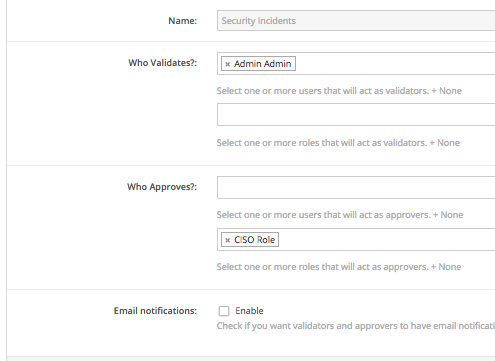 Name: Security Incidents
Who Validates?: × Admin Admin
Select one or more users that will act as validators. + None
Select one or more roles that will act as validators. + None
Who Approves?:
Select one or more users that will act as approvers. + None
× CISO Role
Select one or more roles that will act as approvers. + None
Email notifications: Enable
Check if you want validators and approvers to have email notificati